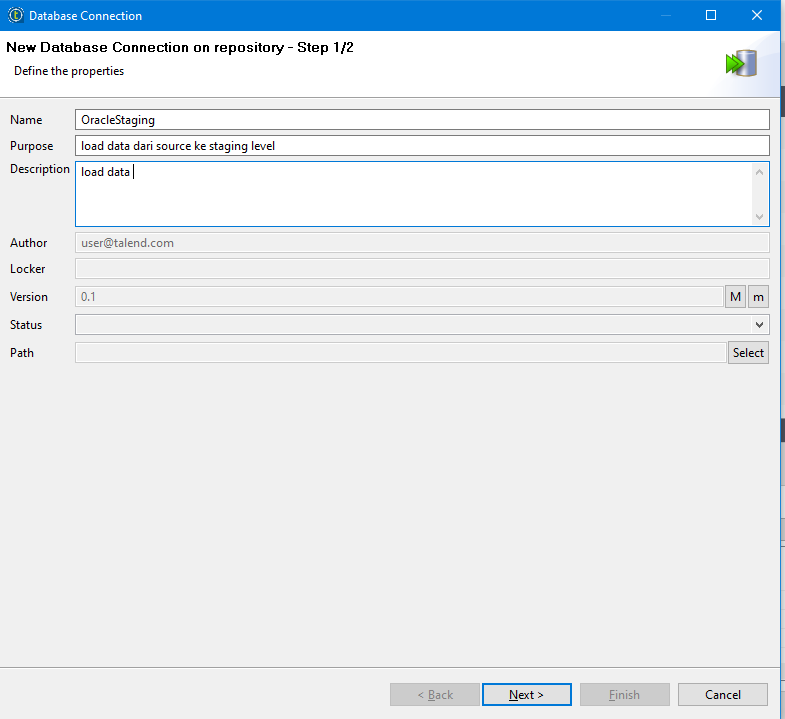 Database Connection
New Database Connection on repository - Step 1/2
Define the properties
Name OracleStaging
Purpose load data dari source ke staging level
Description load data
Author user@talend.com
Locker
Version 0.1 M m
Status
Path Select
< Back Next > Finish Cancel